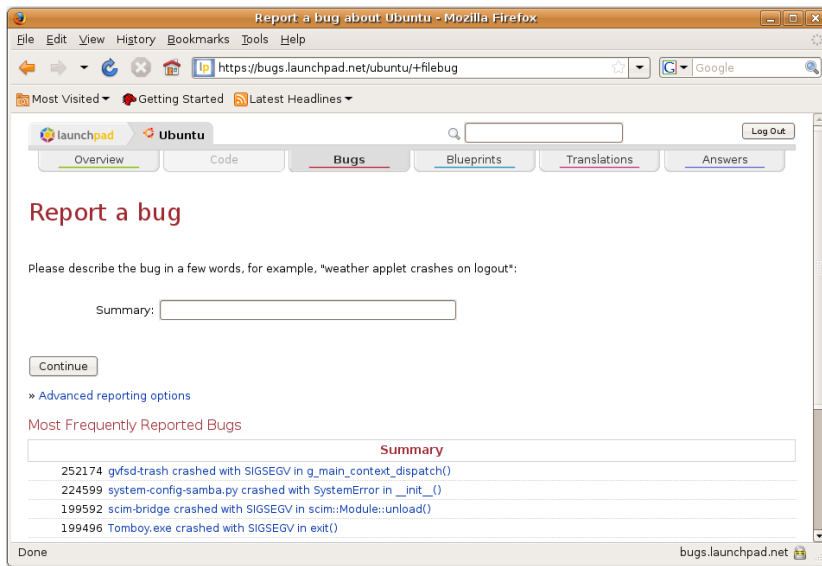 Report a bug about Ubuntu - Mozilla Firefox
File Edit View History Bookmarks Tools Help
lp https://bugs.launchpad.net/ubuntu/+filebug G Google
Most Visited Getting Started Latest Headlines
launchpad Ubuntu Log Out
Overview Code Bugs Blueprints Translations Answers
Report a bug
Please describe the bug in a few words, for example, "weather applet crashes on logout":
Summary:
Continue
» Advanced reporting options
Most Frequently Reported Bugs
Summary
252174 gvfsd-trash crashed with SIGSEGV in g_main_context_dispatch()
224599 system-config-samba.py crashed with SystemError in __init__()
199592 scim-bridge crashed with SIGSEGV in scim::Module::unload()
199496 Tomboy.exe crashed with SIGSEGV in exit()
Done bugs.launchpad.net